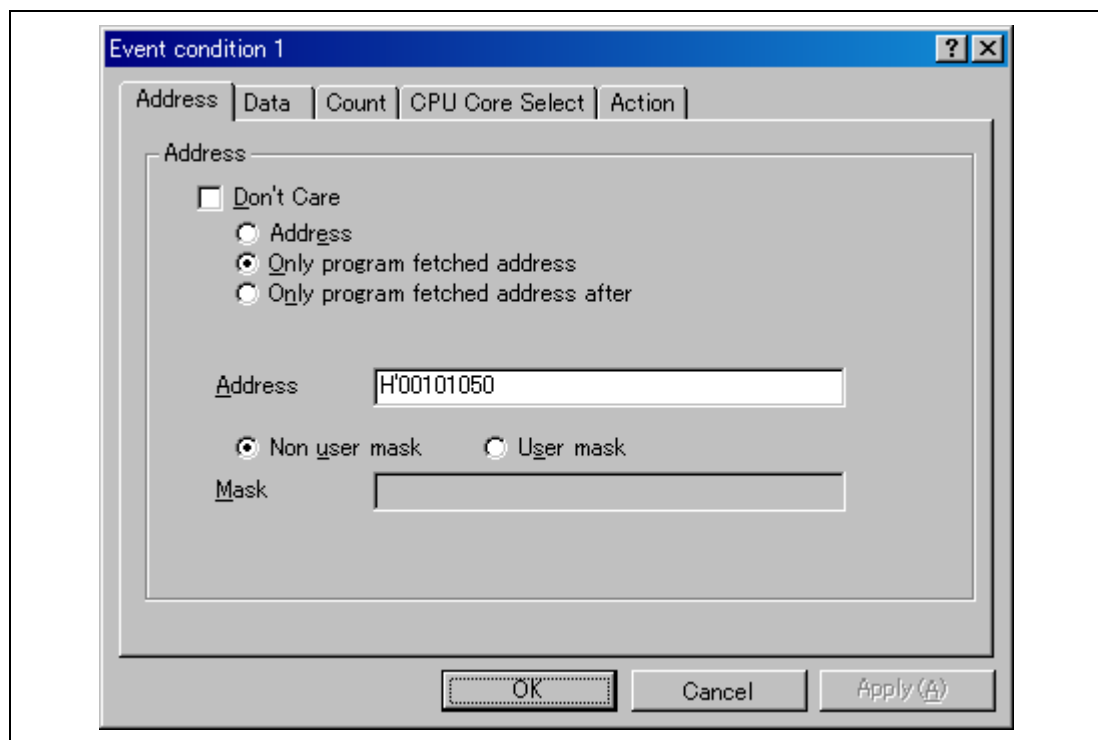 Event condition 1
Address Data Count CPU Core Select Action
Address
Don't Care
Address
Only program fetched address
Only program fetched address after
Address H'00101050
Non user mask User mask
Mask
OK Cancel Apply (A)